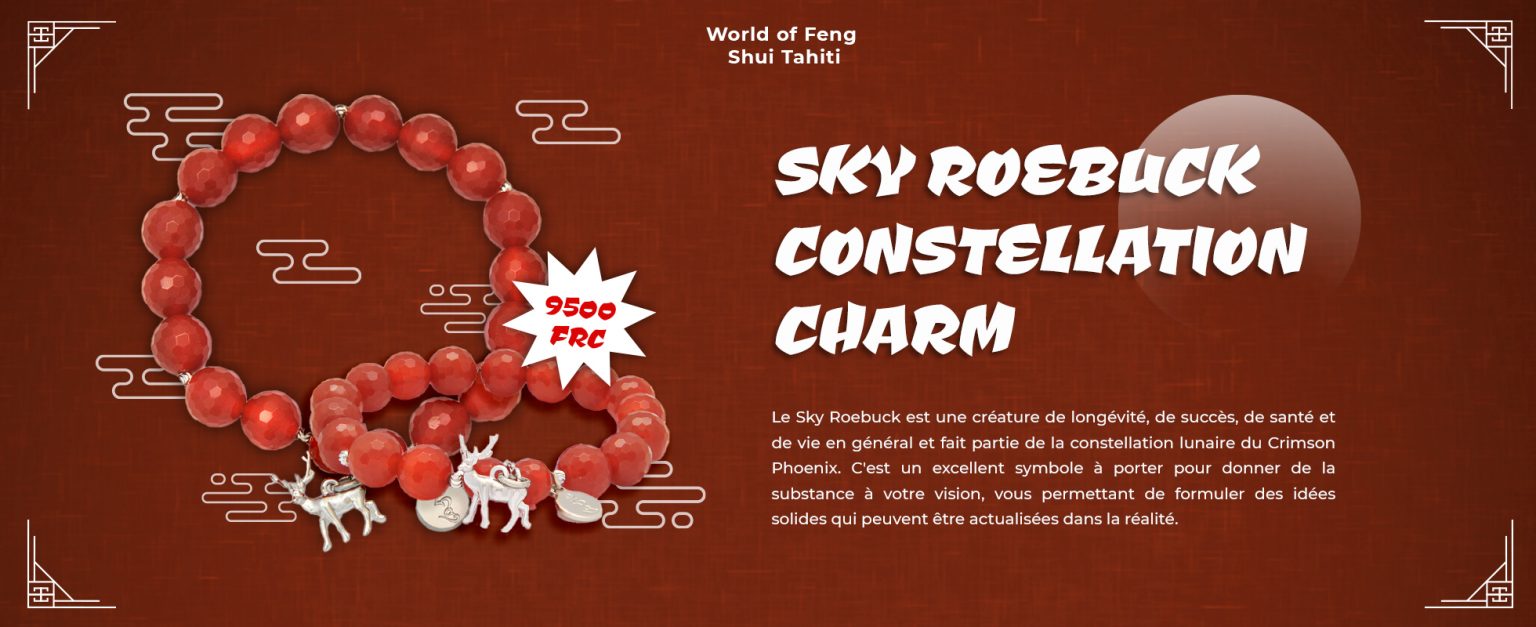 World of Feng
Shui Tahiti
SKY ROEBUCK
CONSTELLATION
CHARM
9500
FRC
Le Sky Roebuck est une créature de longévité, de succès, de santé et
de vie en général et fait partie de la constellation lunaire du Crimson
Phoenix. C'est un excellent symbole à porter pour donner de la
substance à votre vision, vous permettant de formuler des idées
solides qui peuvent être actualisées dans la réalité.